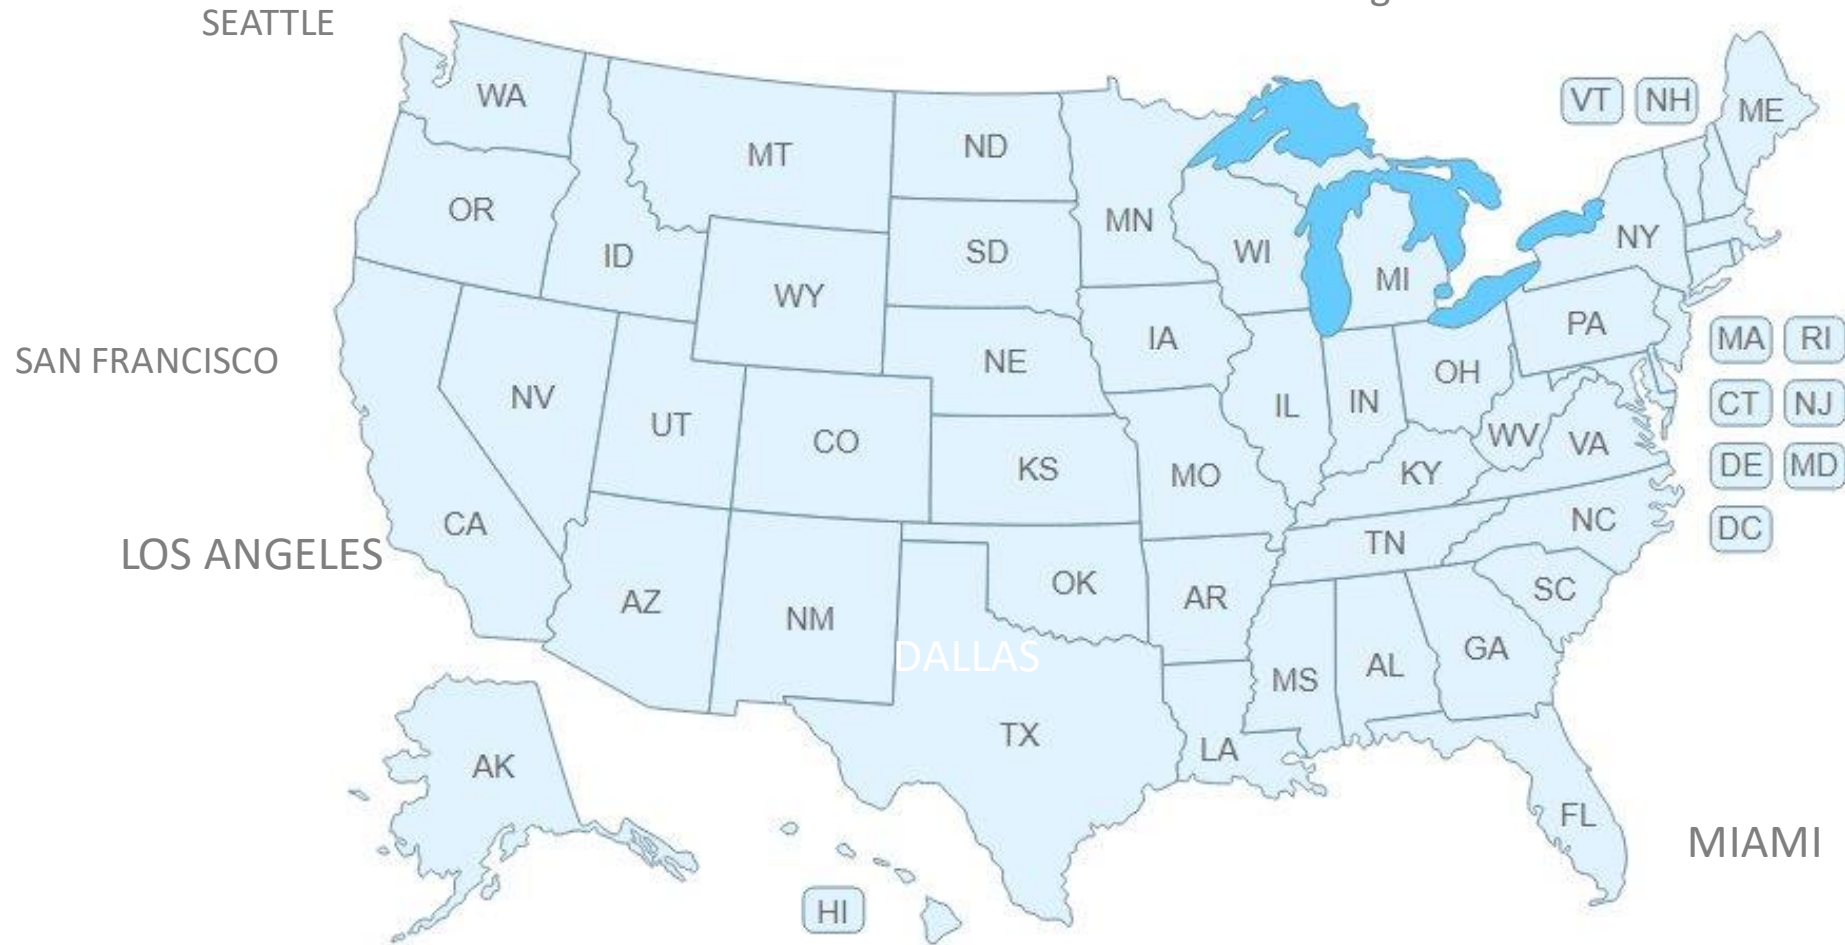 SEATTLE
WA
VT NH
ME
MT
ND
OR
MN
NY
ID
SD
WI
MI
WY
PA
MA RI
IA
SAN FRANCISCO
NE
OH
NV
IL
IN
CT NJ
UT
CO
WV
VA
KS
MO
KY
DE MD
CA
NC
DC
TN
LOS ANGELES
OK
AZ
AR
SC
NM
DALLAS
GA
MS
AL
TX
LA
AK
FL
MIAMI
HI